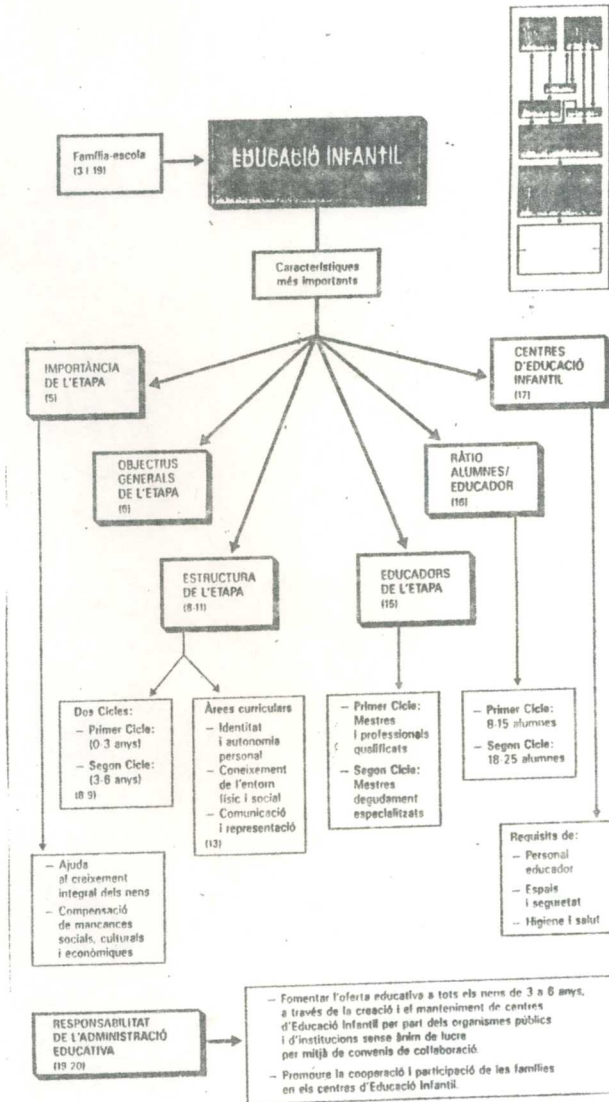 Família-escola
(3 i 19)
EDUCACIÓ INFANTIL
Característiques
més importants
IMPORTÀNCIA
DE L'ETAPA
(5)
CENTRES
D'EDUCACIÓ
INFANTIL
(17)
OBJECTIUS
GENERALS
DE L'ETAPA
(6)
RÀTIO
ALUMNES/
EDUCADOR
(16)
ESTRUCTURA
DE L'ETAPA
(8-11)
EDUCADORS
DE L'ETAPA
(15)
Dos Cicles:
– Primer Cicle:
(0-3 anys)
– Segon Cicle:
(3-6 anys)
(8-9)
Àrees curriculars
– Identitat
i autonomia
personal
– Coneixement
de l'entorn
físic i social
– Comunicació
i representació
(13)
– Primer Cicle:
Mestres
i professionals
qualificats
– Segon Cicle:
Mestres
degudament
especialitzats
– Primer Cicle:
8-15 alumnes
– Segon Cicle:
18-25 alumnes
Requisits de:
– Personal
educador
– Espais
i seguretat
– Higiene i salut
– Ajuda
al creixement
integral dels nens
– Compensació
de mancances
socials, culturals
i econòmiques
RESPONSABILITAT
DE L'ADMINISTRACIÓ
EDUCATIVA
(19-20)
– Fomentar l'oferta educativa a tots els nens de 3 a 6 anys,
a través de la creació i el manteniment de centres
d'Educació Infantil per part dels organismes públics
i d'institucions sense ànim de lucre
per mitjà de convenis de col·laboració.
– Promoure la cooperació i participació de les famílies
en els centres d'Educació Infantil.